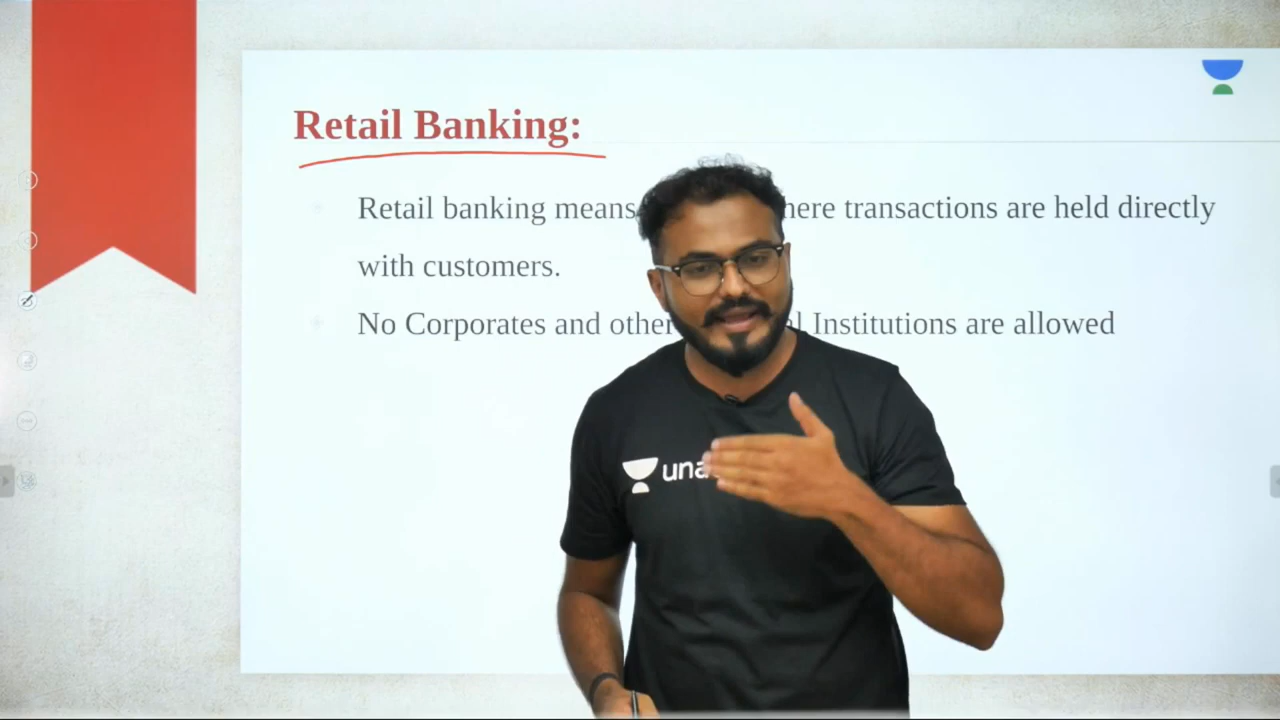 Retail Banking:
Retail banking means here transactions are held directly
with customers.
No Corporates and other l Institutions are allowed
una